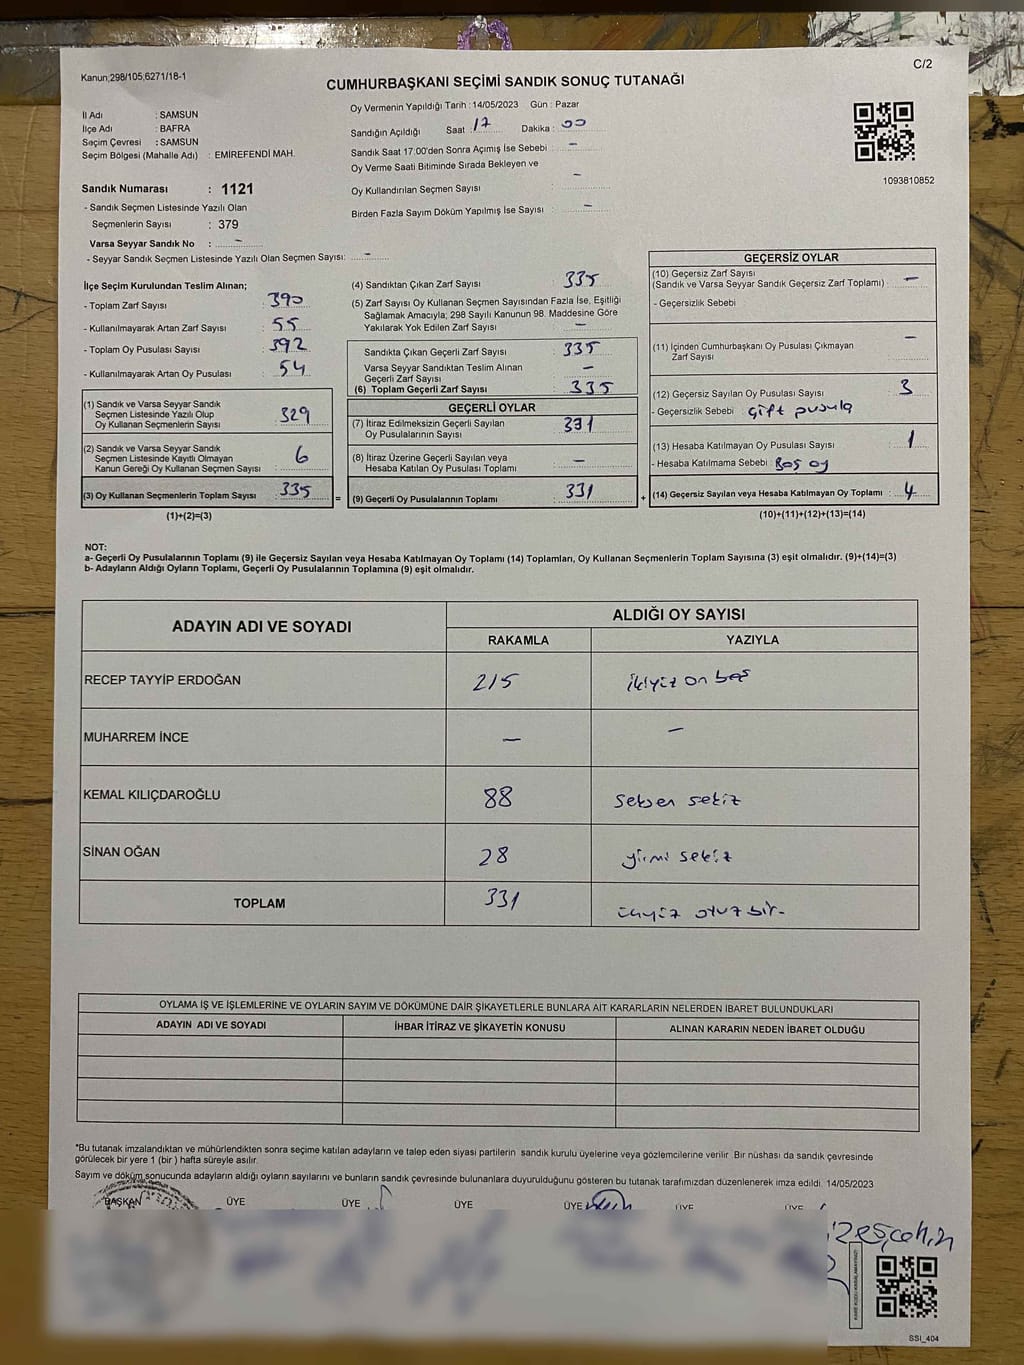 C/2
Kanun;298/105;6271/18-1
CUMHURBAŞKANI SEÇİMİ SANDIK SONUÇ TUTANAĞI
İl Adı : SAMSUN
İlçe Adı : BAFRA
Seçim Çevresi : SAMSUN
Seçim Bölgesi (Mahalle Adı) : EMİREFENDİ MAH.
Sandık Numarası : 1121
- Sandık Seçmen Listesinde Yazılı Olan
Seçmenlerin Sayısı : 379
Varsa Seyyar Sandık No : -
- Seyyar Sandık Seçmen Listesinde Yazılı Olan Seçmen Sayısı: -
Oy Vermenin Yapıldığı Tarih : 14/05/2023 Gün : Pazar
Sandığın Açıldığı Saat : 17 Dakika : 00
Sandık Saat 17:00'den Sonra Açımış İse Sebebi : -
Oy Verme Saati Bitiminde Sırada Bekleyen ve
Oy Kullandırılan Seçmen Sayısı : -
Birden Fazla Sayım Döküm Yapılmış İse Sayısı : -
1093810852
İlçe Seçim Kurulundan Teslim Alınan;
- Toplam Zarf Sayısı : 390
- Kullanılmayarak Artan Zarf Sayısı : 55
- Toplam Oy Pusulası Sayısı : 392
- Kullanılmayarak Artan Oy Pusulası : 54
(1) Sandık ve Varsa Seyyar Sandık
Seçmen Listesinde Yazılı Olup
Oy Kullanan Seçmenlerin Sayısı : 329
(2) Sandık ve Varsa Seyyar Sandık
Seçmen Listesinde Kayıtlı Olmayan
Kanun Gereği Oy Kullanan Seçmen Sayısı : 6
(3) Oy Kullanan Seçmenlerin Toplam Sayısı : 335
(1)+(2)=(3)
(4) Sandıktan Çıkan Zarf Sayısı : 335
(5) Zarf Sayısı Oy Kullanan Seçmen Sayısından Fazla İse, Eşitliği
Sağlamak Amacıyla; 298 Sayılı Kanunun 98. Maddesine Göre
Yakılarak Yok Edilen Zarf Sayısı : -
Sandıkta Çıkan Geçerli Zarf Sayısı : 335
Varsa Seyyar Sandıktan Teslim Alınan
Geçerli Zarf Sayısı : -
(6) Toplam Geçerli Zarf Sayısı : 335
GEÇERLİ OYLAR
(7) İtiraz Edilmeksizin Geçerli Sayılan
Oy Pusulalarının Sayısı : 331
(8) İtiraz Üzerine Geçerli Sayılan veya
Hesaba Katılan Oy Pusulası Toplamı : -
= (9) Geçerli Oy Pusulalarının Toplamı : 331
GEÇERSİZ OYLAR
(10) Geçersiz Zarf Sayısı
(Sandık ve Varsa Seyyar Sandık Geçersiz Zarf Toplamı) : -
- Geçersizlik Sebebi
(11) İçinden Cumhurbaşkanı Oy Pusulası Çıkmayan
Zarf Sayısı : -
(12) Geçersiz Sayılan Oy Pusulası Sayısı : 3
- Geçersizlik Sebebi Çift pusula
(13) Hesaba Katılmayan Oy Pusulası Sayısı : 1
- Hesaba Katılmama Sebebi Boş oy
+ (14) Geçersiz Sayılan veya Hesaba Katılmayan Oy Toplamı : 4
(10)+(11)+(12)+(13)=(14)
NOT:
a- Geçerli Oy Pusulalarının Toplamı (9) ile Geçersiz Sayılan veya Hesaba Katılmayan Oy Toplamı (14) Toplamları, Oy Kullanan Seçmenlerin Toplam Sayısına (3) eşit olmalıdır. (9)+(14)=(3)
b- Adayların Aldığı Oyların Toplamı, Geçerli Oy Pusulalarının Toplamına (9) eşit olmalıdır.
ADAYIN ADI VE SOYADI ALDIĞI OY SAYISI
RAKAMLA YAZIYLA
RECEP TAYYİP ERDOĞAN 215 ikiyüz on beş
MUHARREM İNCE - -
KEMAL KILIÇDAROĞLU 88 Seksen sekiz
SİNAN OĞAN 28 yirmi sekiz
TOPLAM 331 üçyüz otuz bir-
OYLAMA İŞ VE İŞLEMLERİNE VE OYLARIN SAYIM VE DÖKÜMÜNE DAİR ŞİKAYETLERLE BUNLARA AİT KARARLARIN NELERDEN İBARET BULUNDUKLARI
ADAYIN ADI VE SOYADI İHBAR İTİRAZ VE ŞİKAYETİN KONUSU ALINAN KARARIN NEDEN İBARET OLDUĞU
*Bu tutanak imzalandıktan ve mühürlendikten sonra seçime katılan adayların ve talep eden siyasi partilerin sandık kurulu üyelerine veya gözlemcilerine verilir. Bir nüshası da sandık çevresinde
görülecek bir yere 1 (bir ) hafta süreyle asılır.
Sayım ve döküm sonucunda adayların aldığı oyların sayılarını ve bunların sandık çevresinde bulunanlara duyurulduğunu gösteren bu tutanak tarafımızdan düzenlenerek imza edildi. 14/05/2023
BAŞKAN ÜYE ÜYE ÜYE ÜYE ÜYE ÜYE
SSI_404